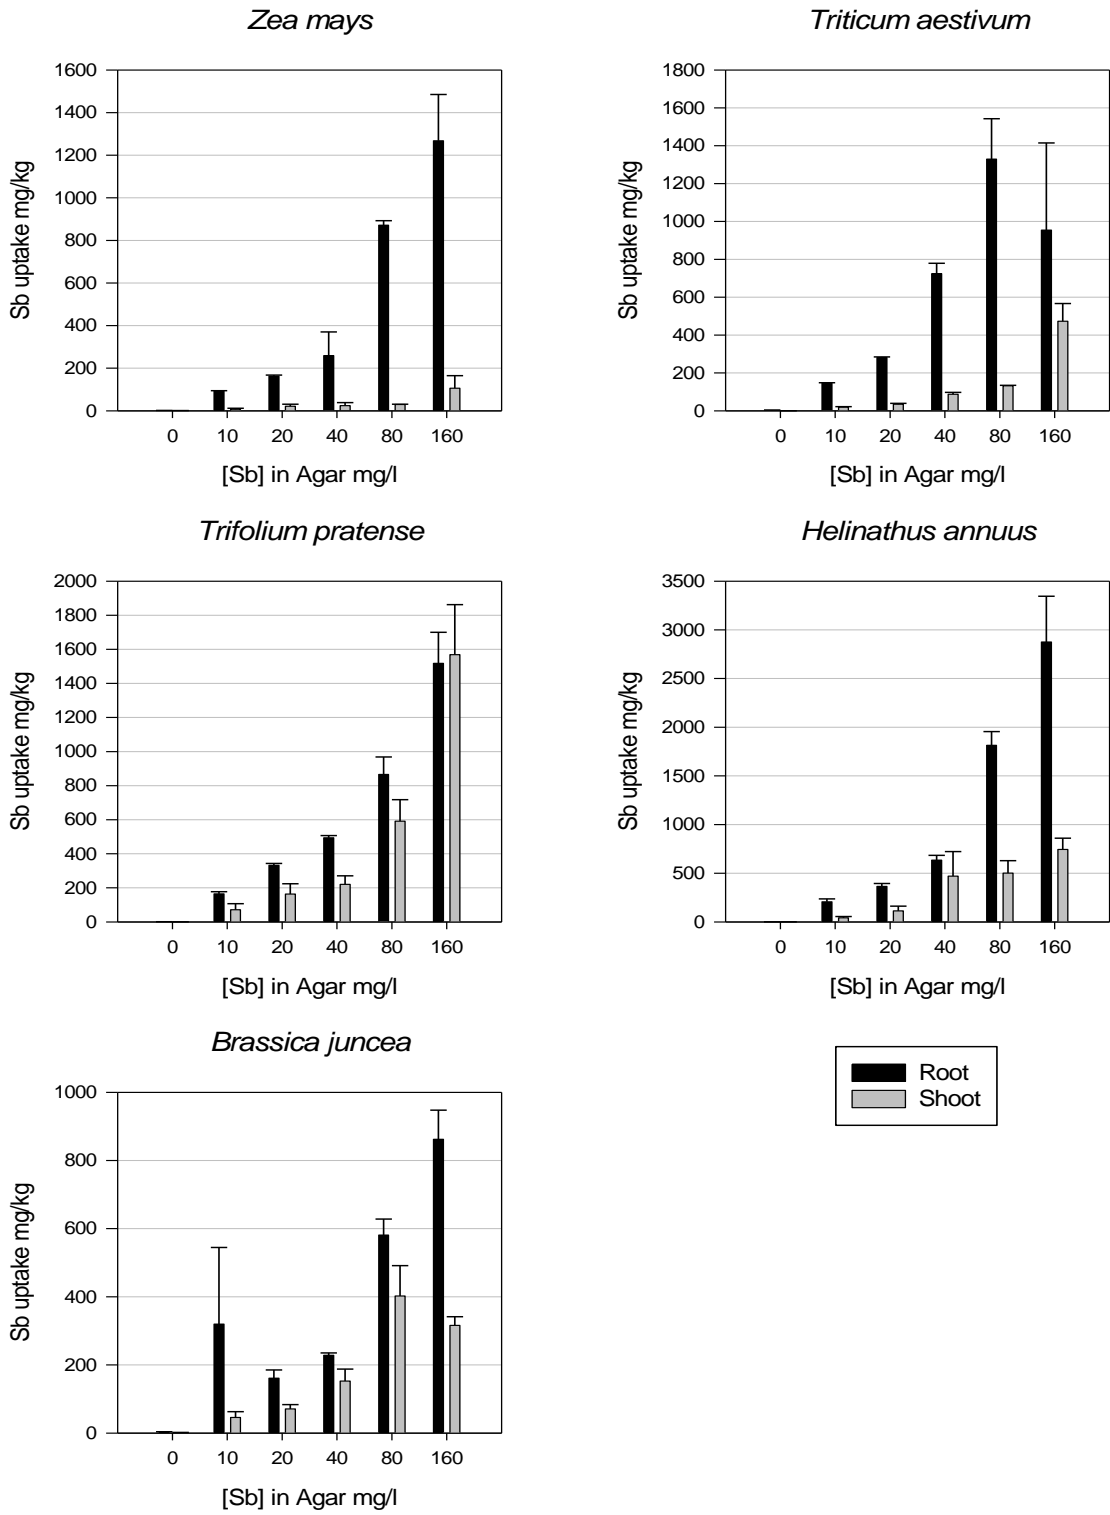 Zea mays
1600
1400
1200
1000
800
600
400
200
0
Sb uptake mg/kg
0 10 20 40 80 160
[Sb] in Agar mg/l
Triticum aestivum
1800
1600
1400
1200
1000
800
600
400
200
0
Sb uptake mg/kg
0 10 20 40 80 160
[Sb] in Agar mg/l
Trifolium pratense
2000
1800
1600
1400
1200
1000
800
600
400
200
0
Sb uptake mg/kg
0 10 20 40 80 160
[Sb] in Agar mg/l
Helinathus annuus
3500
3000
2500
2000
1500
1000
500
0
Sb uptake mg/kg
0 10 20 40 80 160
[Sb] in Agar mg/l
Brassica juncea
1000
800
600
400
200
0
Sb uptake mg/kg
0 10 20 40 80 160
[Sb] in Agar mg/l
Root
Shoot